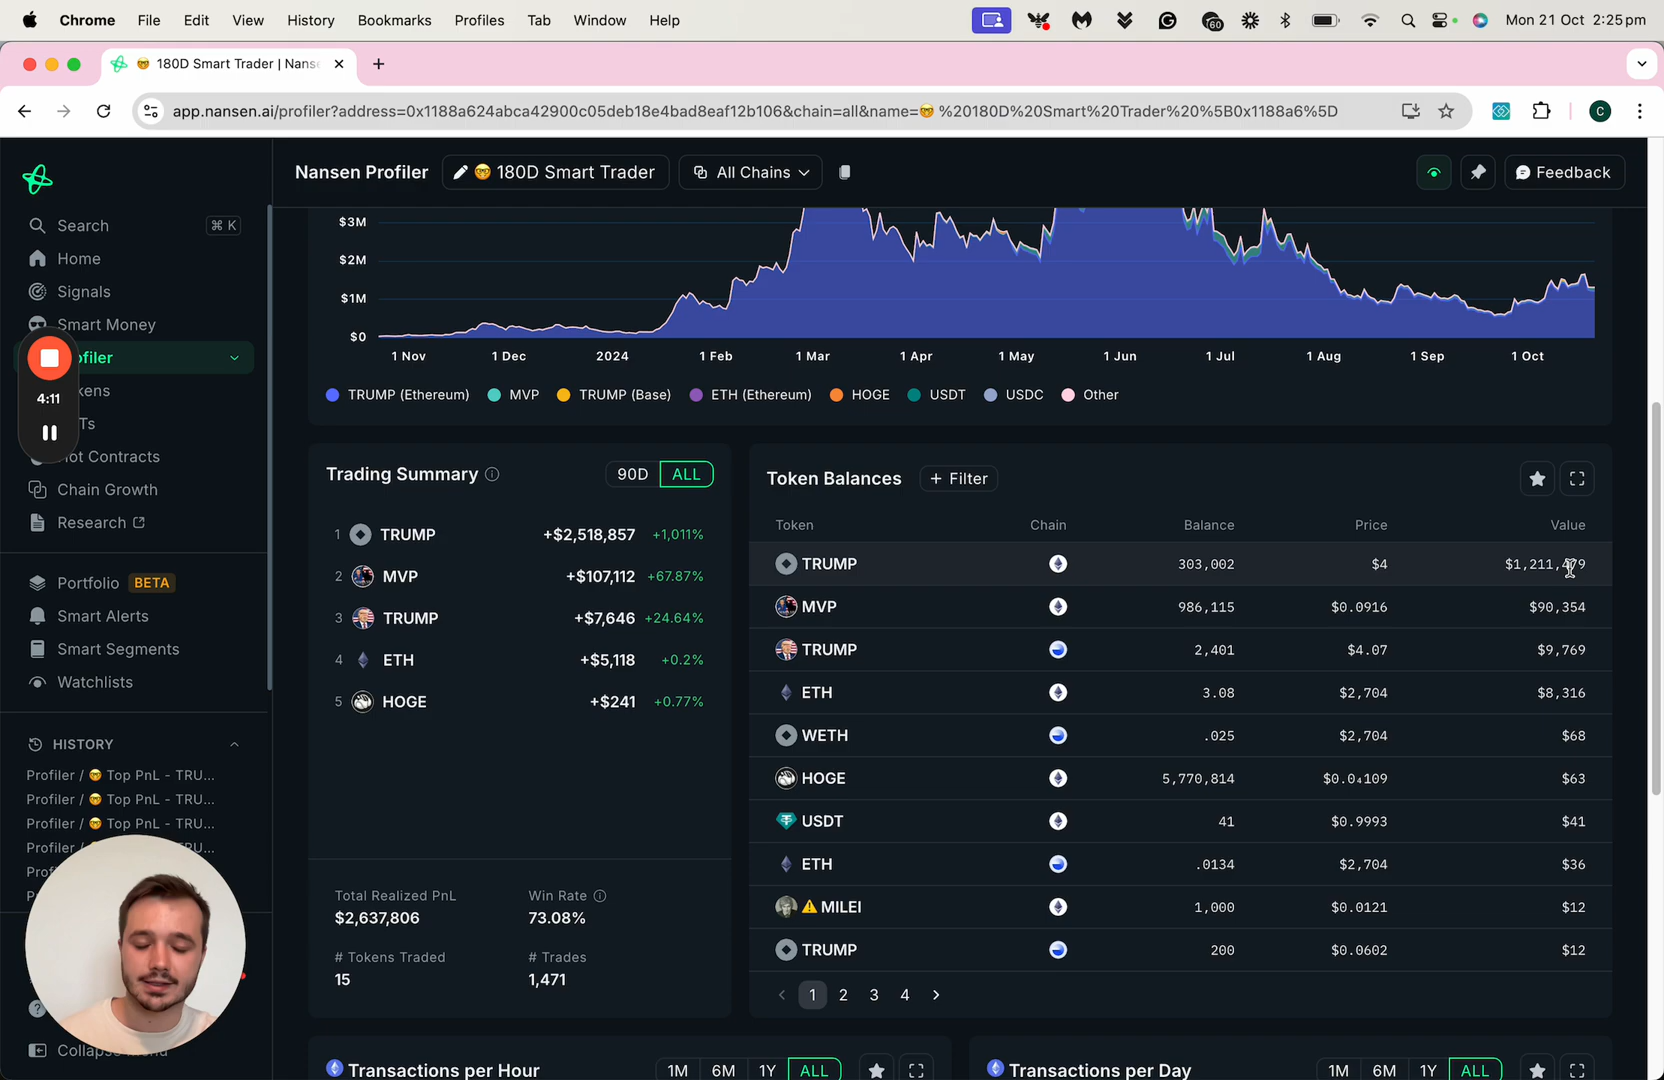 Chrome File Edit View History Bookmarks Profiles Tab Window Help Mon 21 Oct 2:25 pm
180D Smart Trader | Nans
app.nansen.ai/profiler?address=0x1188a624abca42900c05deb18e4bad8eaf12b106&chain=all&name=🤓 %20180D%20Smart%20Trader%20%5B0x1188a6%5D
C
Nansen Profiler 🤓 180D Smart Trader All Chains Feedback
Search ⌘ K
Home
Signals
Smart Money
ofiler
kens
Ts
ot Contracts
Chain Growth
Research
4:11
Portfolio BETA
Smart Alerts
Smart Segments
Watchlists
HISTORY
Profiler / 🤓 Top PnL - TRU...
Profiler / 🤓 Top PnL - TRU...
Profiler / 🤓 Top PnL - TRU...
$3M
$2M
$1M
$0
1 Nov 1 Dec 2024 1 Feb 1 Mar 1 Apr 1 May 1 Jun 1 Jul 1 Aug 1 Sep 1 Oct
TRUMP (Ethereum) MVP TRUMP (Base) ETH (Ethereum) HOGE USDT USDC Other
Trading Summary 90D ALL
1 TRUMP +$2,518,857 +1,011%
2 MVP +$107,112 +67.87%
3 TRUMP +$7,646 +24.64%
4 ETH +$5,118 +0.2%
5 HOGE +$241 +0.77%
Total Realized PnL Win Rate
$2,637,806 73.08%
# Tokens Traded # Trades
15 1,471
Token Balances + Filter
Token Chain Balance Price Value
TRUMP 303,002 $4 $1,211,479
MVP 986,115 $0.0916 $90,354
TRUMP 2,401 $4.07 $9,769
ETH 3.08 $2,704 $8,316
WETH .025 $2,704 $68
HOGE 5,770,814 $0.0₄109 $63
USDT 41 $0.9993 $41
ETH .0134 $2,704 $36
MILEI 1,000 $0.0121 $12
TRUMP 200 $0.0602 $12
1 2 3 4
Transactions per Hour 1M 6M 1Y ALL
Transactions per Day 1M 6M 1Y ALL